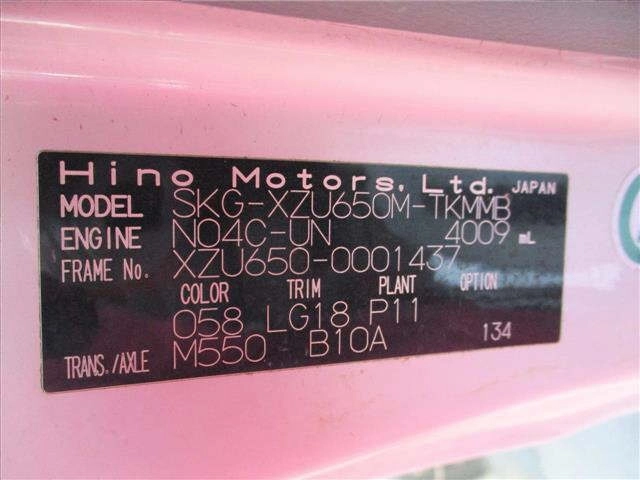 Hino Motors, Ltd. JAPAN
MODEL SKG-XZU650M-TKMMB
ENGINE N04C-UN 4009 mL
FRAME No. XZU650-0001437
COLOR TRIM PLANT OPTION
058 LG18 P11
TRANS./AXLE M550 B10A 134